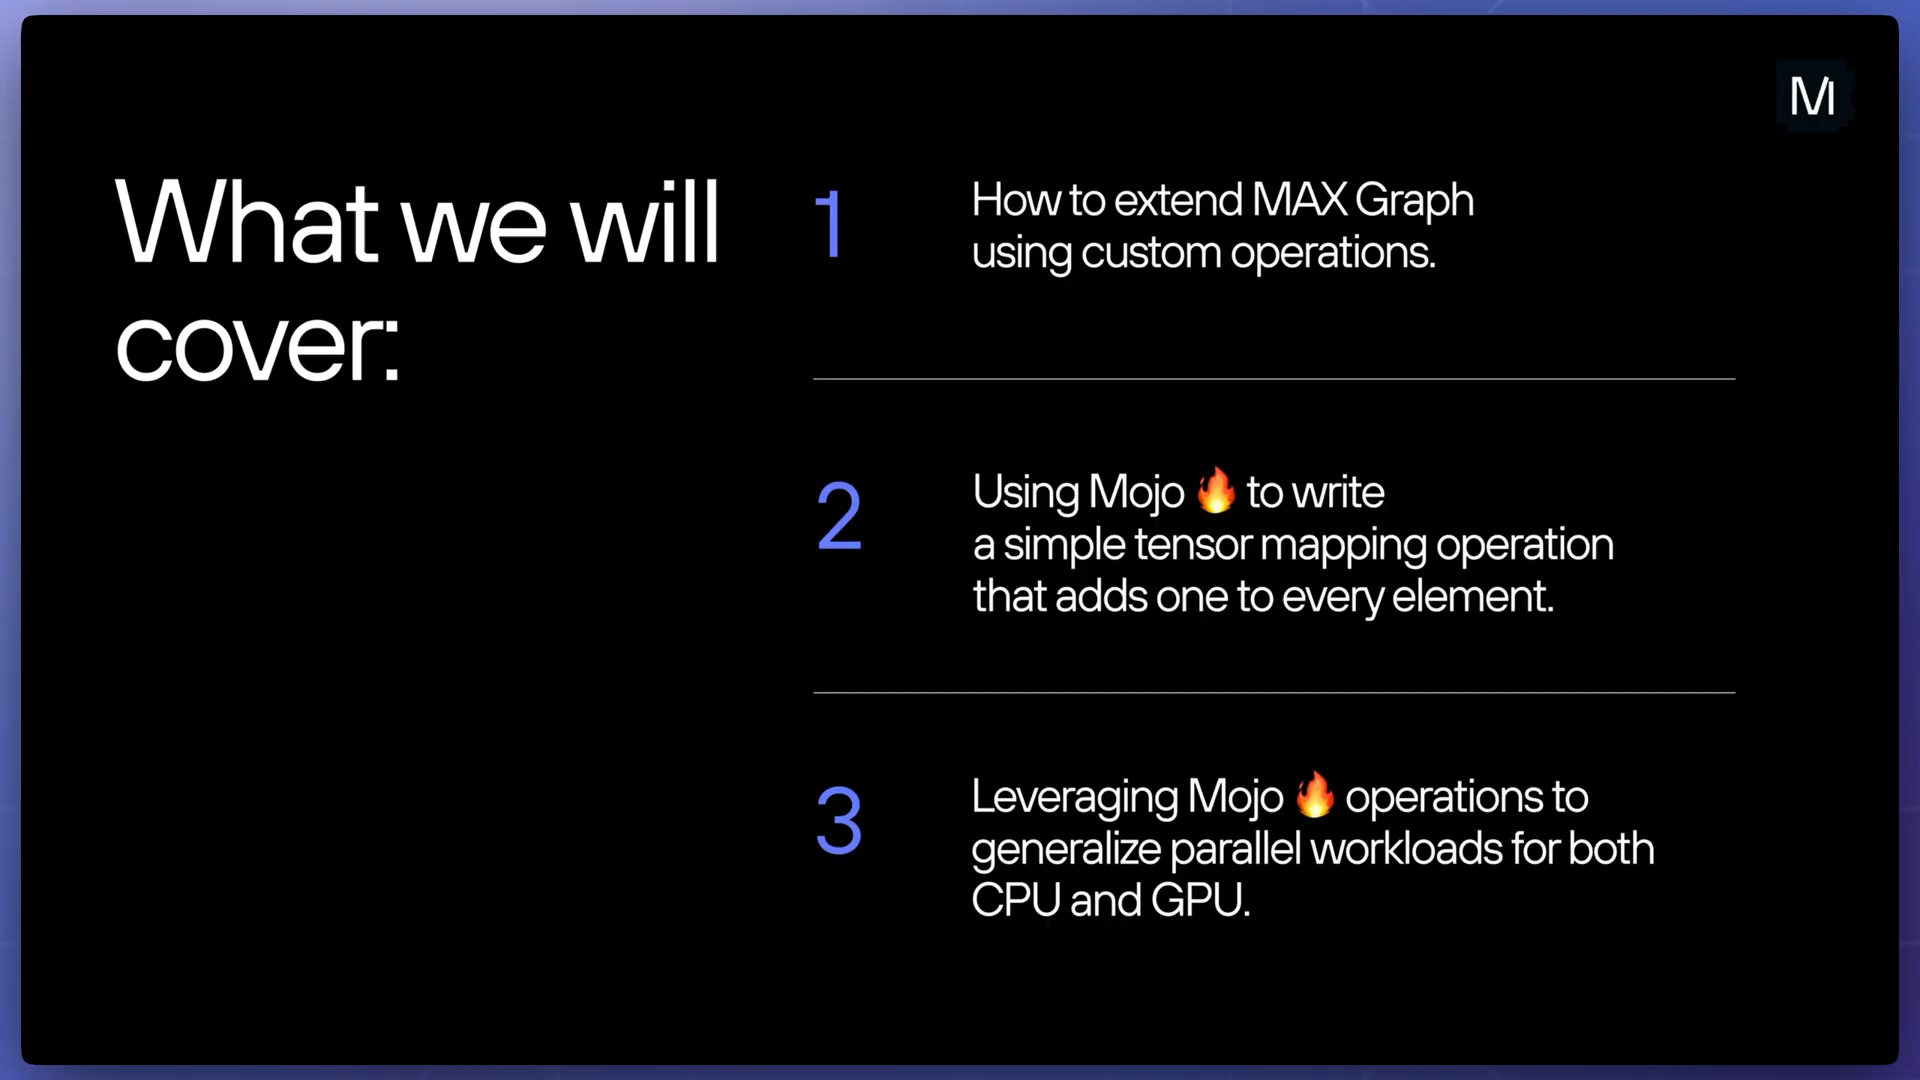 M
What we will
cover:
1
How to extend MAX Graph
using custom operations.
2
Using Mojo 🔥 to write
a simple tensor mapping operation
that adds one to every element.
3
Leveraging Mojo 🔥 operations to
generalize parallel workloads for both
CPU and GPU.